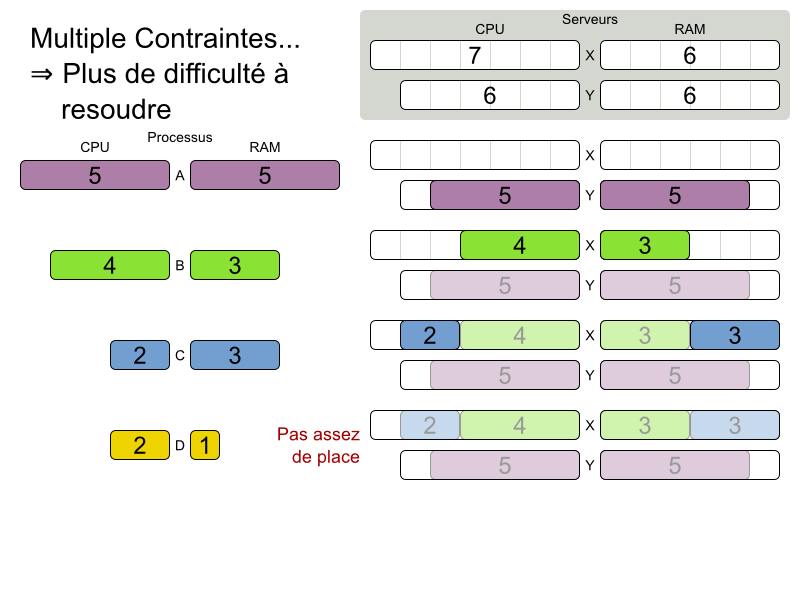 Multiple Contraintes...
⇒ Plus de difficulté à
resoudre
Serveurs
CPU RAM
7 X 6
6 Y 6
Processus
CPU RAM
5 A 5
X
5 Y 5
4 B 3
4 X 3
5 Y 5
2 C 3
2 4 X 3 3
5 Y 5
2 D 1
Pas assez
de place
2 4 X 3 3
5 Y 5